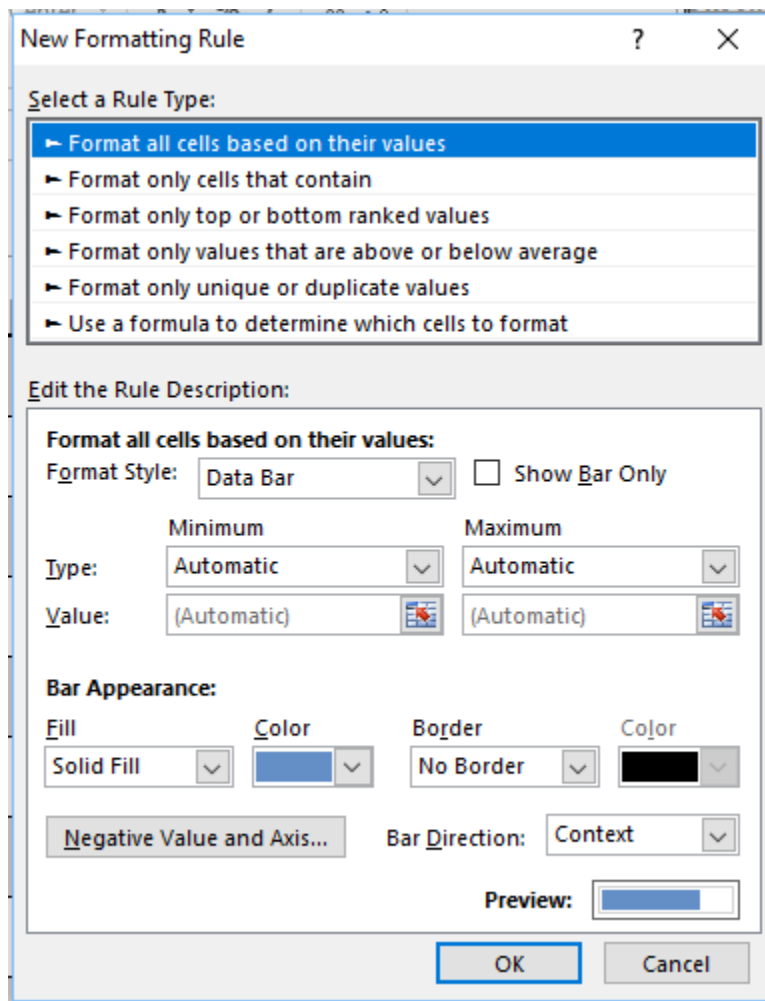 New Formatting Rule ? X
Select a Rule Type:
► Format all cells based on their values
► Format only cells that contain
► Format only top or bottom ranked values
► Format only values that are above or below average
► Format only unique or duplicate values
► Use a formula to determine which cells to format
Edit the Rule Description:
Format all cells based on their values:
Format Style: Data Bar Show Bar Only
Minimum Maximum
Type: Automatic Automatic
Value: (Automatic) (Automatic)
Bar Appearance:
Fill Color Border Color
Solid Fill No Border
Negative Value and Axis... Bar Direction: Context
Preview:
OK Cancel